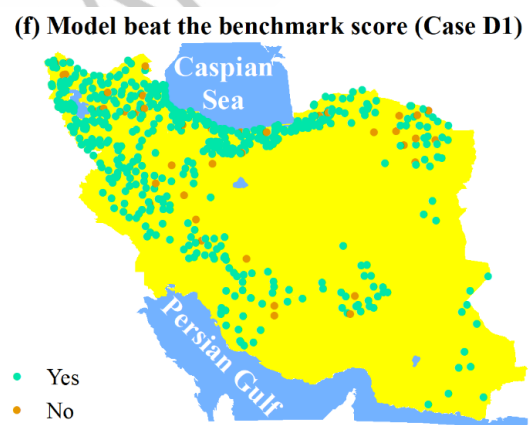 (f) Model beat the benchmark score (Case D1)
Caspian
Sea
Persian Gulf
Yes
No